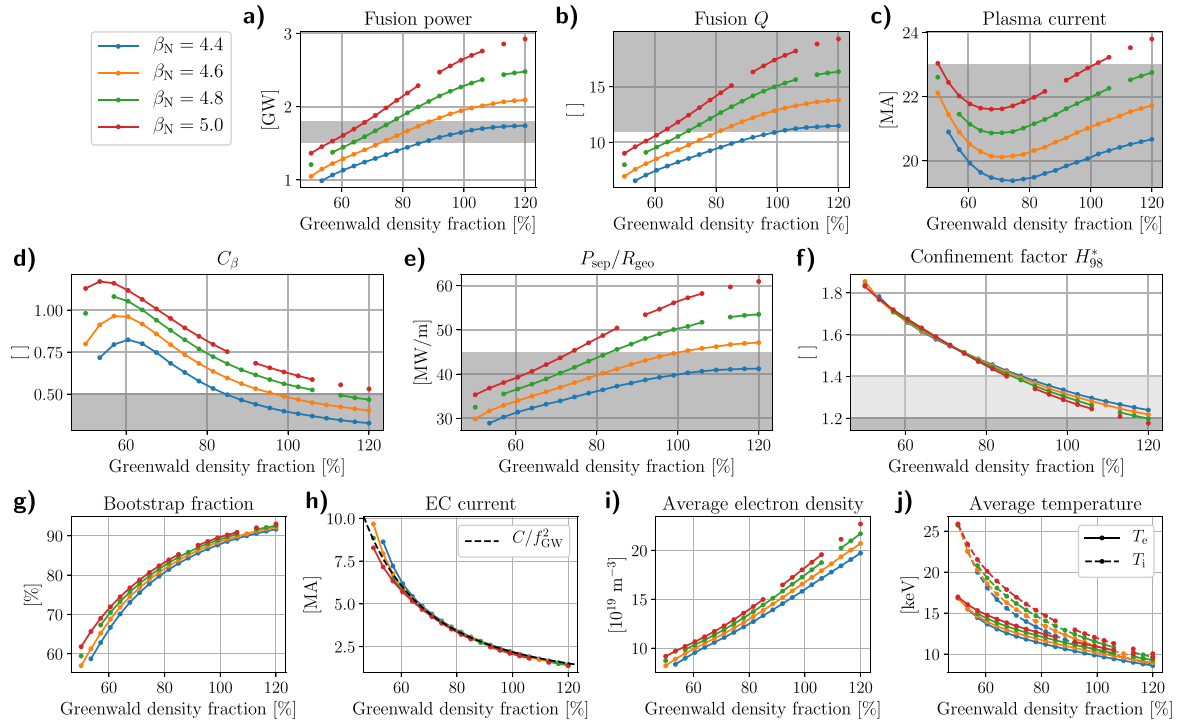 a) Fusion power
b) Fusion Q
c) Plasma current
β_N = 4.4
β_N = 4.6
β_N = 4.8
β_N = 5.0
[GW]
3
2
1
60 80 100 120
Greenwald density fraction [%]
[ ]
15
10
60 80 100 120
Greenwald density fraction [%]
[MA]
24
22
20
60 80 100 120
Greenwald density fraction [%]
d) C_β
e) P_sep/R_geo
f) Confinement factor H*_98
[ ]
1.00
0.75
0.50
60 80 100 120
Greenwald density fraction [%]
[MW/m]
60
50
40
30
60 80 100 120
Greenwald density fraction [%]
[ ]
1.8
1.6
1.4
1.2
60 80 100 120
Greenwald density fraction [%]
g) Bootstrap fraction
h) EC current
i) Average electron density
j) Average temperature
[%]
90
80
70
60
60 80 100 120
Greenwald density fraction [%]
[MA]
10.0
7.5
5.0
2.5
C/f²_GW
60 80 100 120
Greenwald density fraction [%]
[10¹⁹ m⁻³]
20
15
10
60 80 100 120
Greenwald density fraction [%]
[keV]
25
20
15
10
T_e
T_i
60 80 100 120
Greenwald density fraction [%]